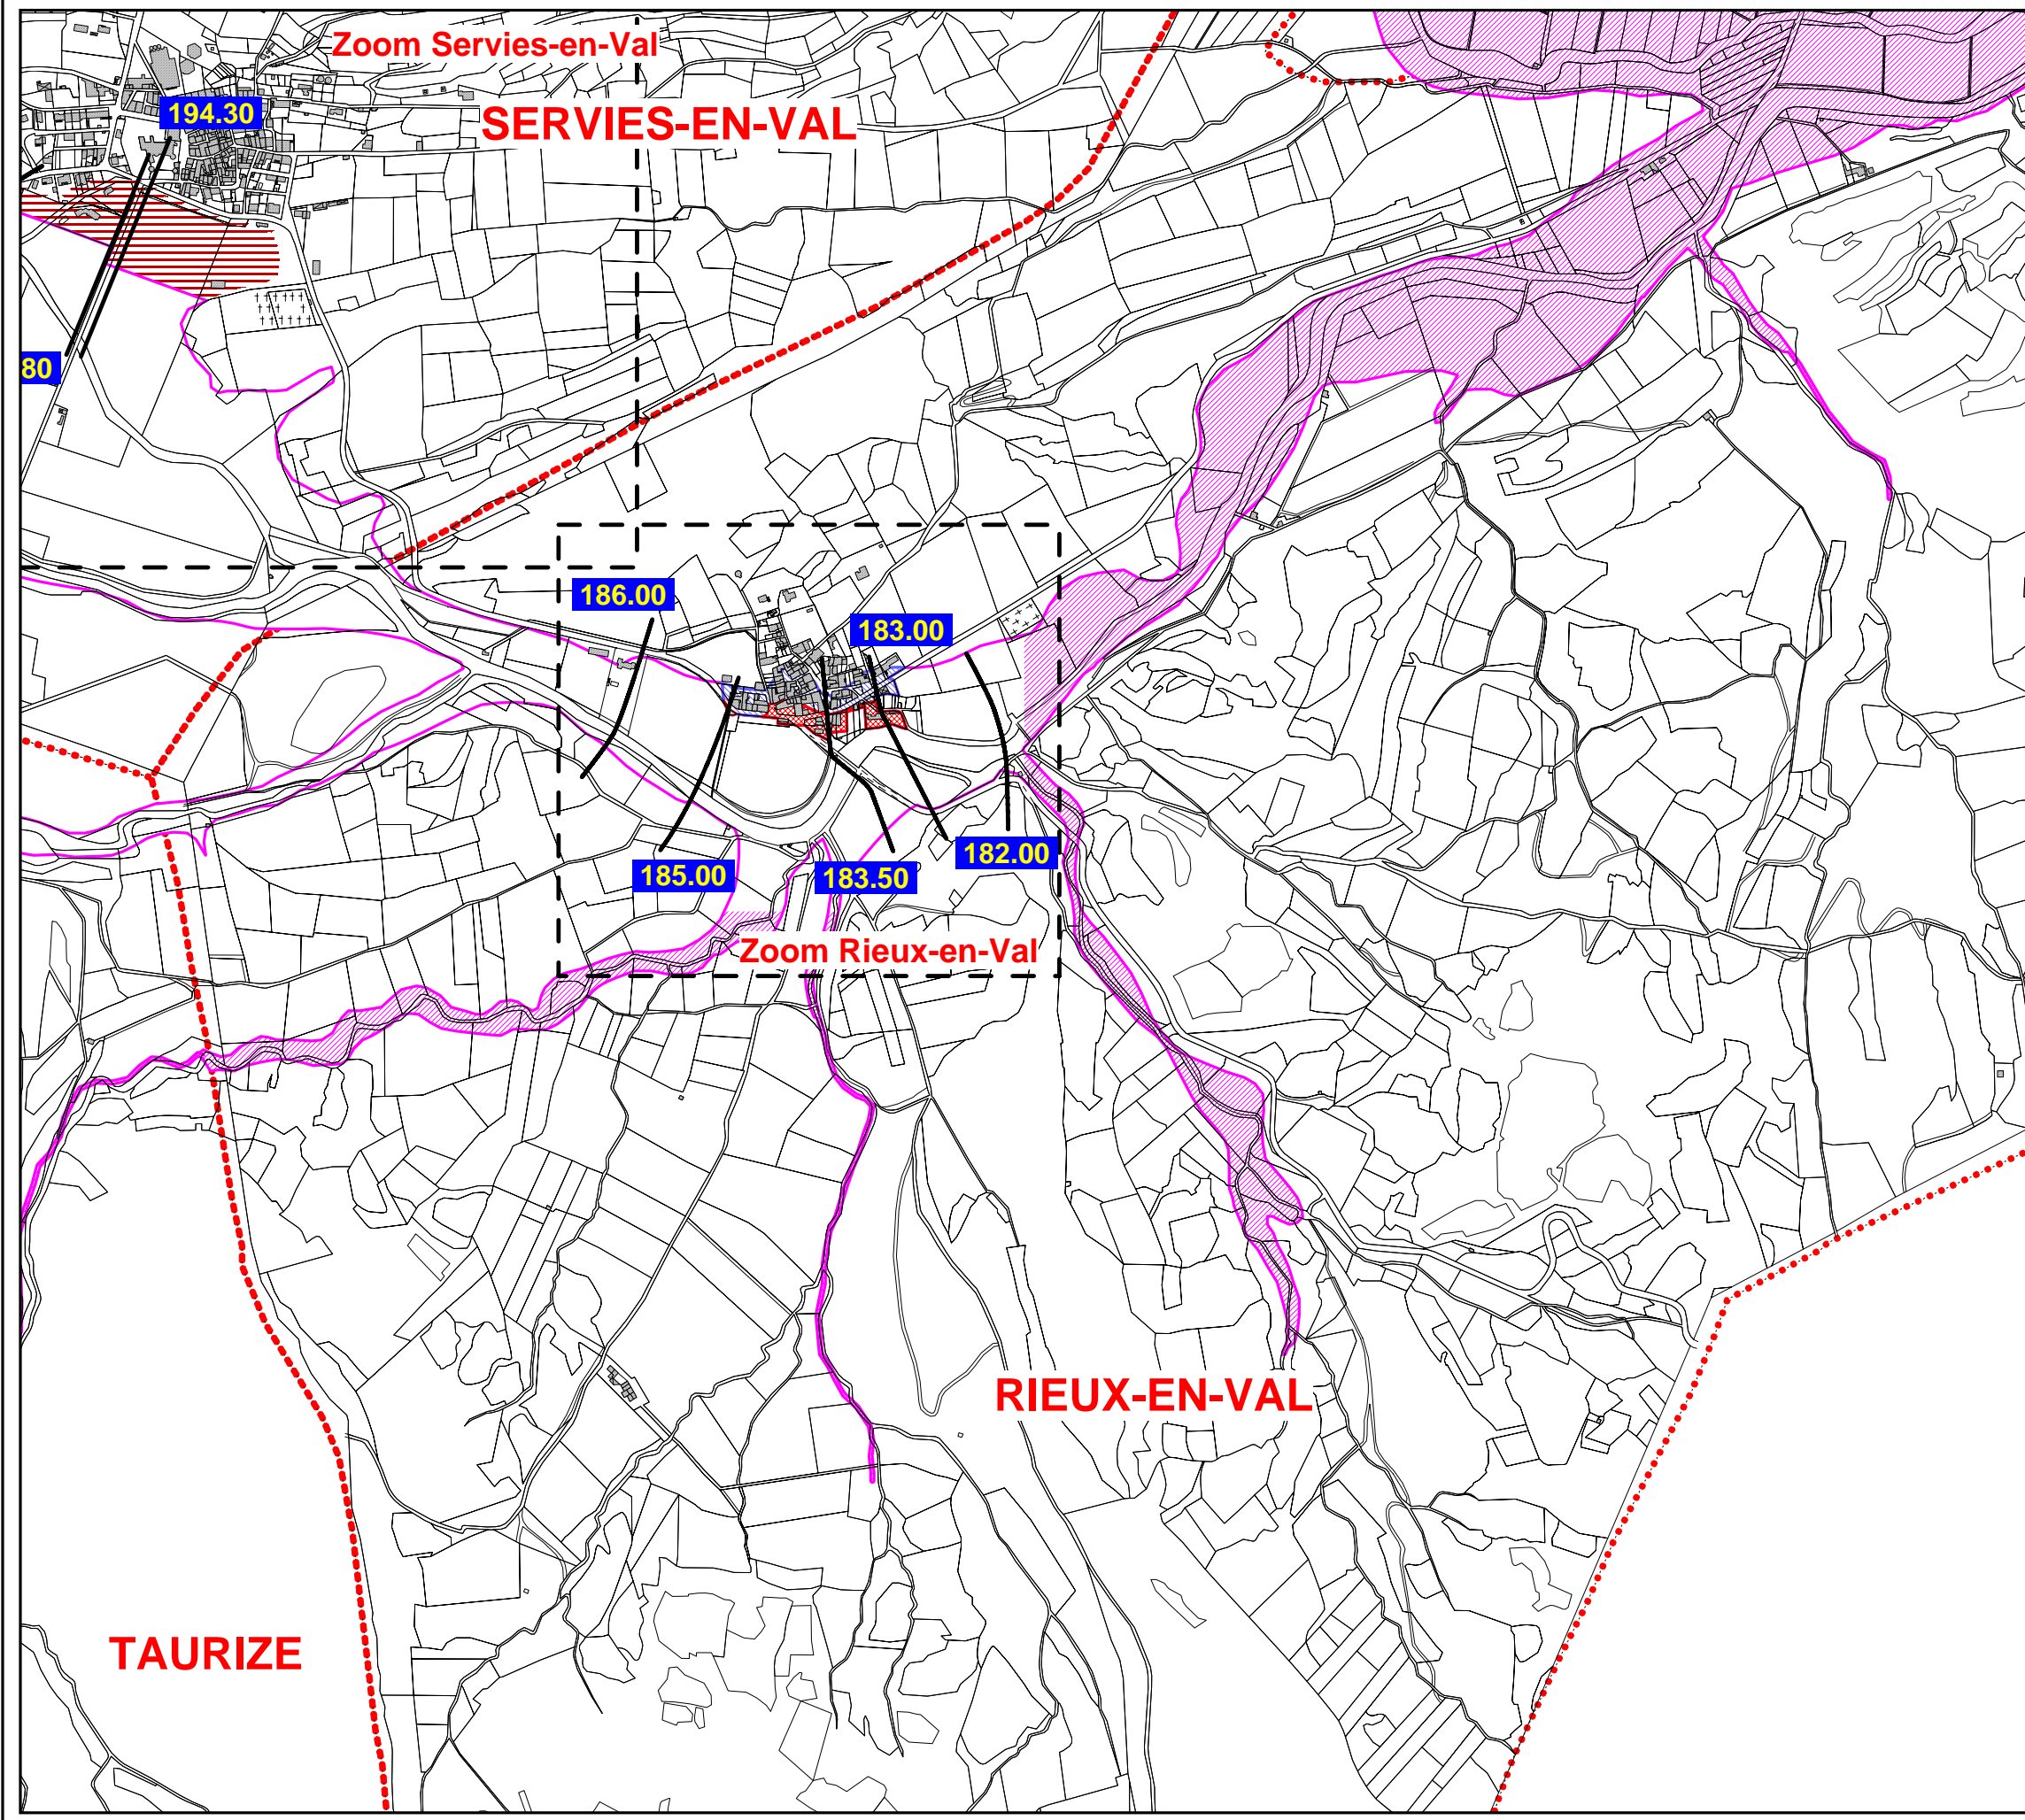 Zoom Servies-en-Val
194.30
SERVIES-EN-VAL
80
186.00
183.00
182.00
185.00
183.50
Zoom Rieux-en-Val
RIEUX-EN-VAL
TAURIZE